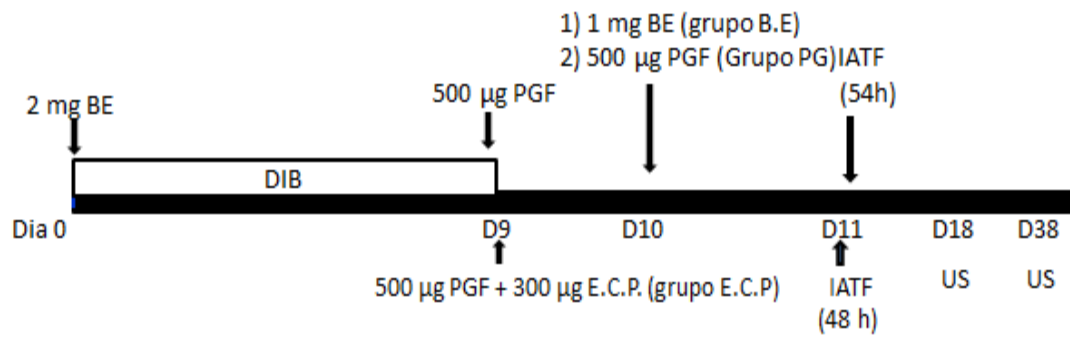 1) 1 mg BE (grupo B.E)
2) 500 µg PGF (Grupo PG)
IATF
(54h)
2 mg BE
500 µg PGF
DIB
Dia 0
D9
D10
D11
D18
D38
500 µg PGF + 300 µg E.C.P. (grupo E.C.P)
IATF
(48 h)
US
US